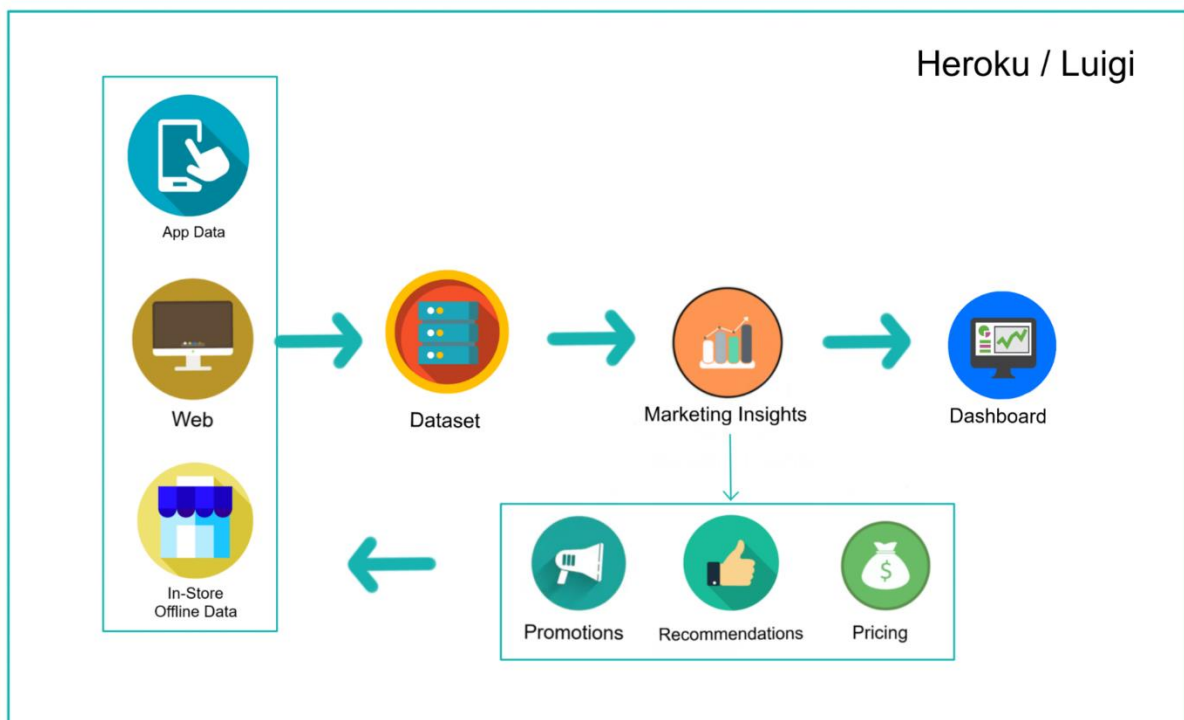 Heroku / Luigi
App Data
Web
In-Store
Offline Data
Dataset
Marketing Insights
Dashboard
Promotions
Recommendations
Pricing
$